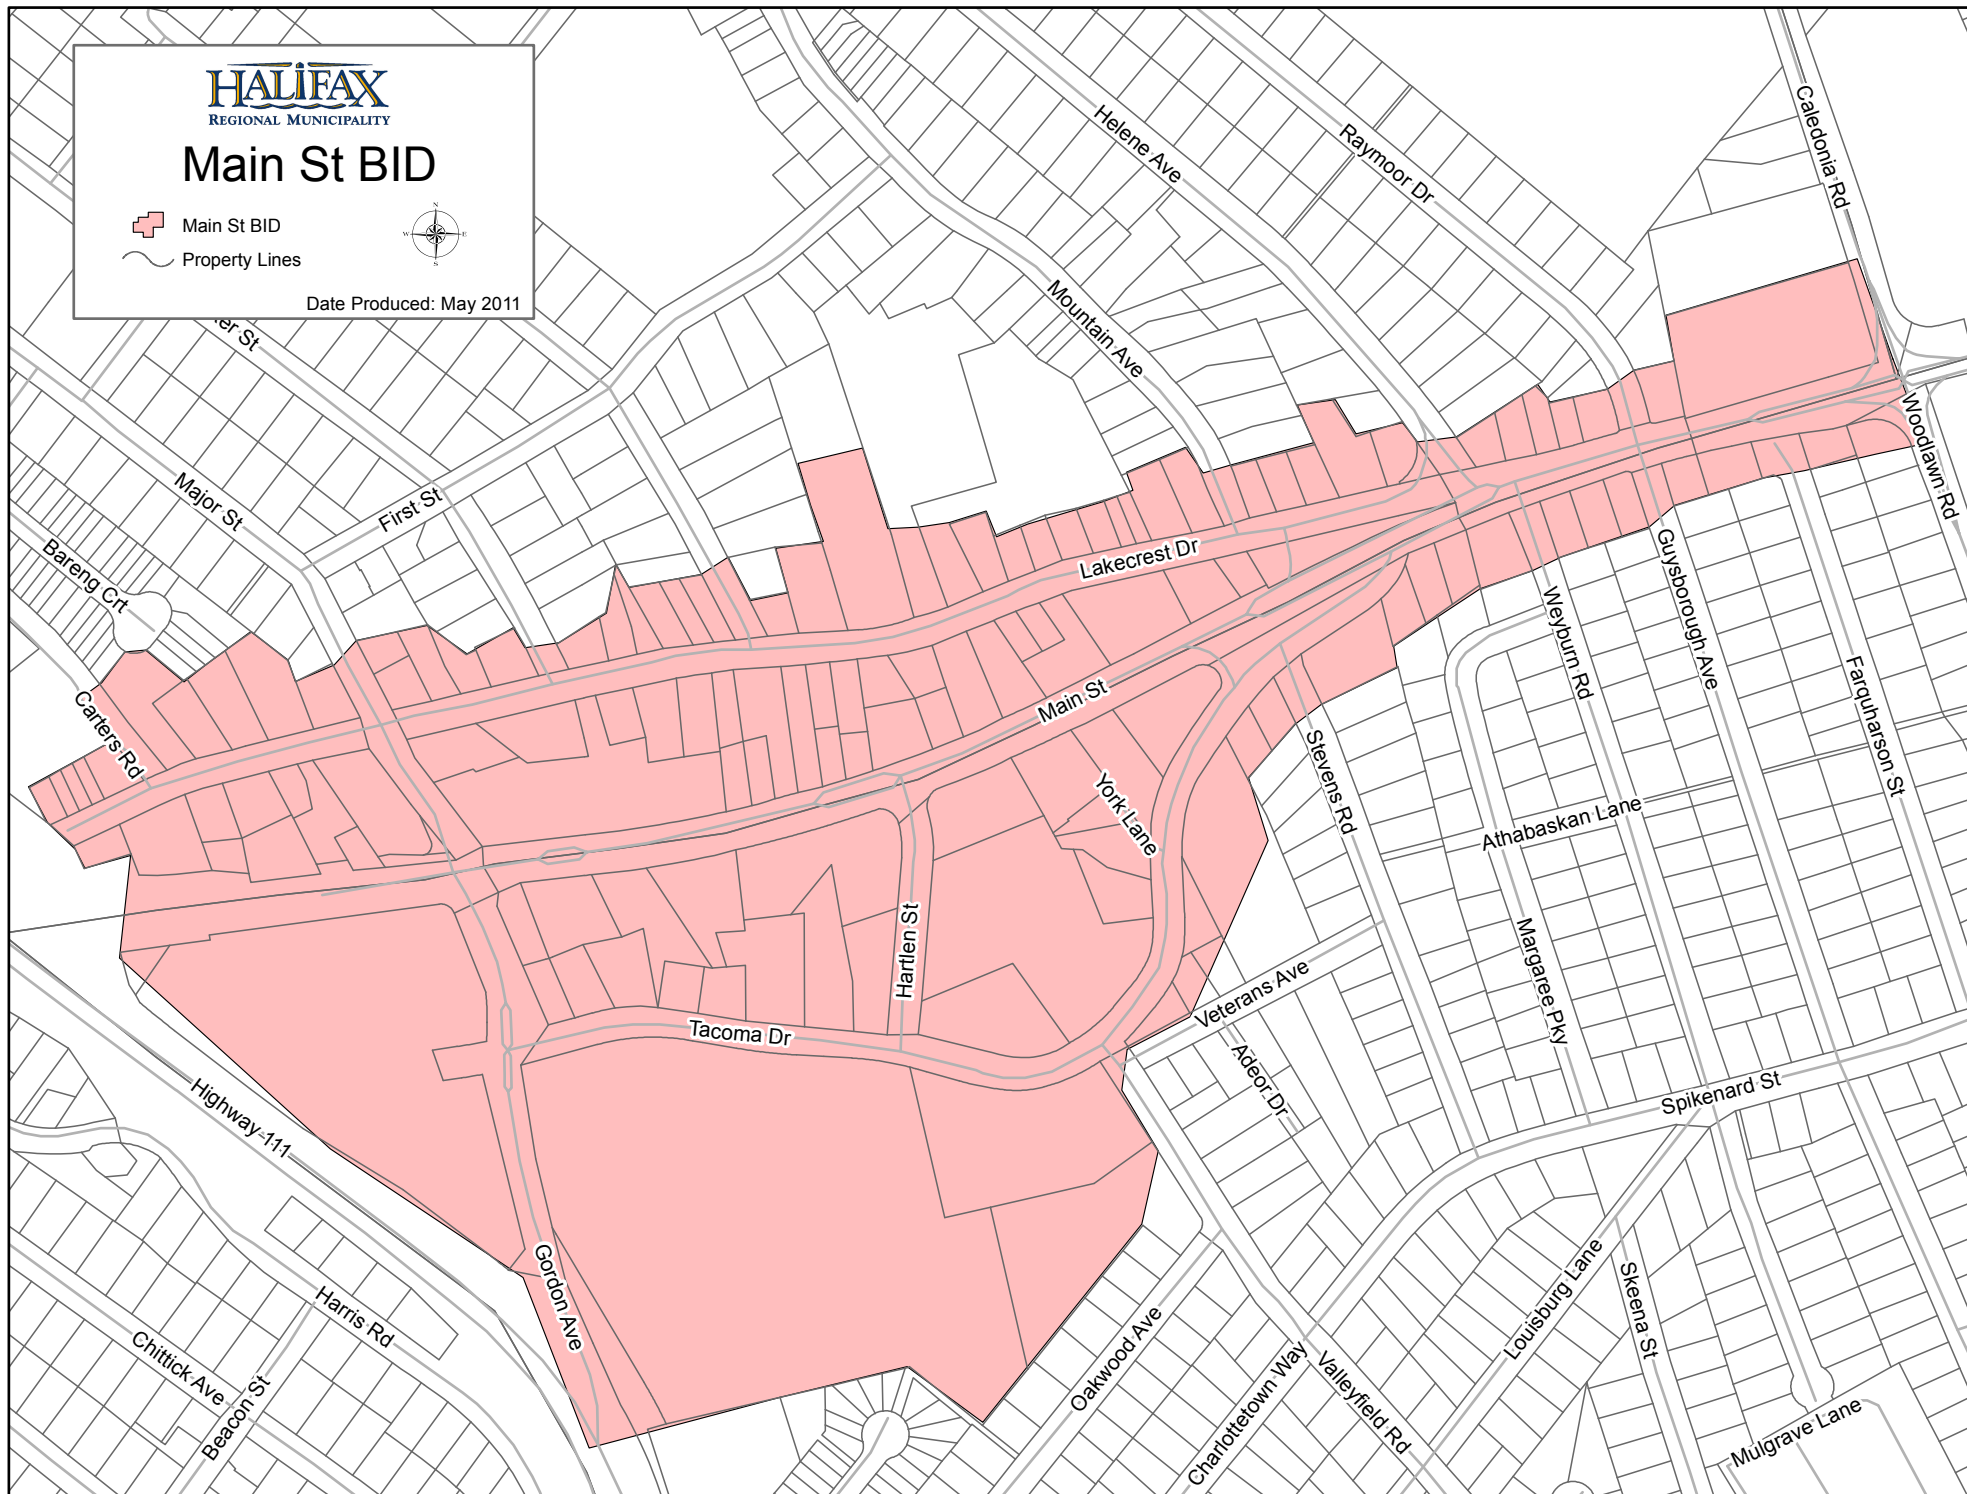 HALIFAX
REGIONAL MUNICIPALITY
Main St BID
Main St BID
Property Lines
N
W
E
S
Date Produced: May 2011
Caledonia Rd
Helene Ave
Raymoor Dr
Mountain Ave
Woodlawn Rd
Major St
First St
Bareng Crt
Carters Rd
Lakecrest Dr
Main St
Guysborough Ave
Weyburn Rd
Farquharson St
York Lane
Stevens Rd
Athabaskan Lane
Hartlen St
Margaree Pky
Veterans Ave
Tacoma Dr
Adeor Dr
Spikenard St
Highway 111
Gordon Ave
Harris Rd
Chittick Ave
Beacon St
Oakwood Ave
Charlottetown Way
Valleyfield Rd
Louisburg Lane
Skeena St
Mulgrave Lane